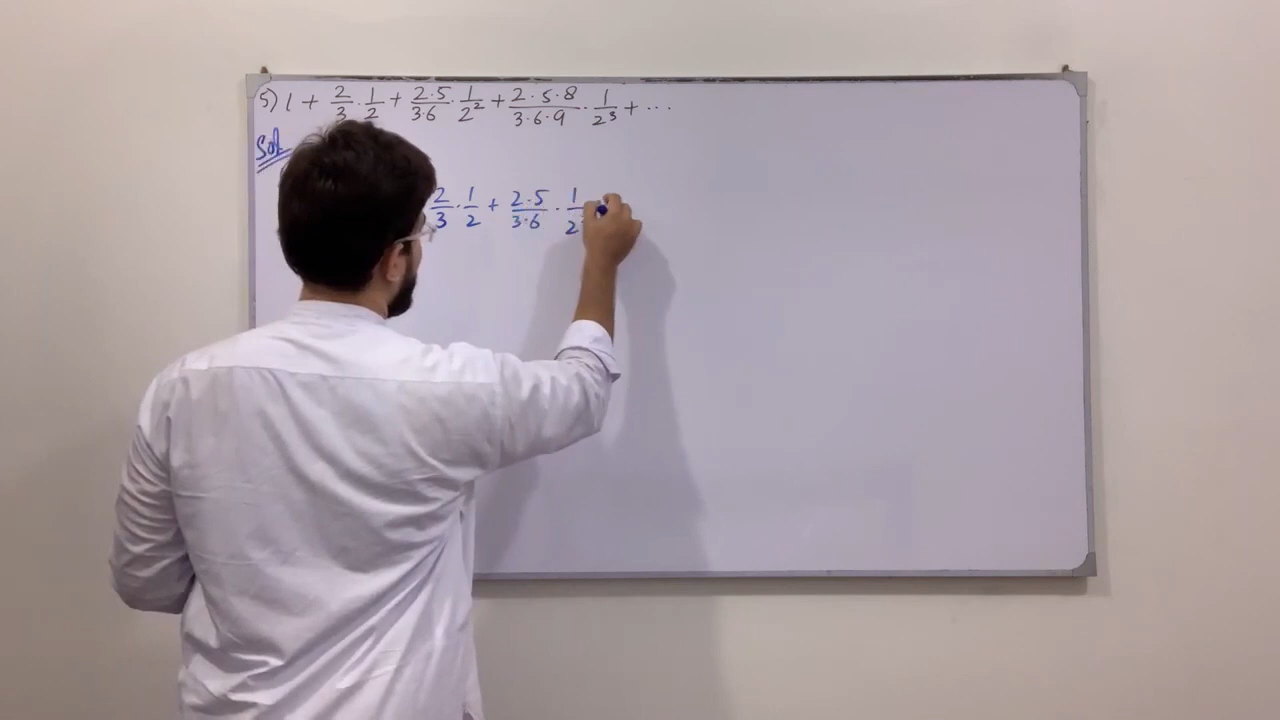 5) 1 + 2/3 · 1/2 + 2·5/3·6 · 1/2² + 2·5·8/3·6·9 · 1/2³ + ...
Sol.
2/3 · 1/2 + 2·5/3·6 · 1/2